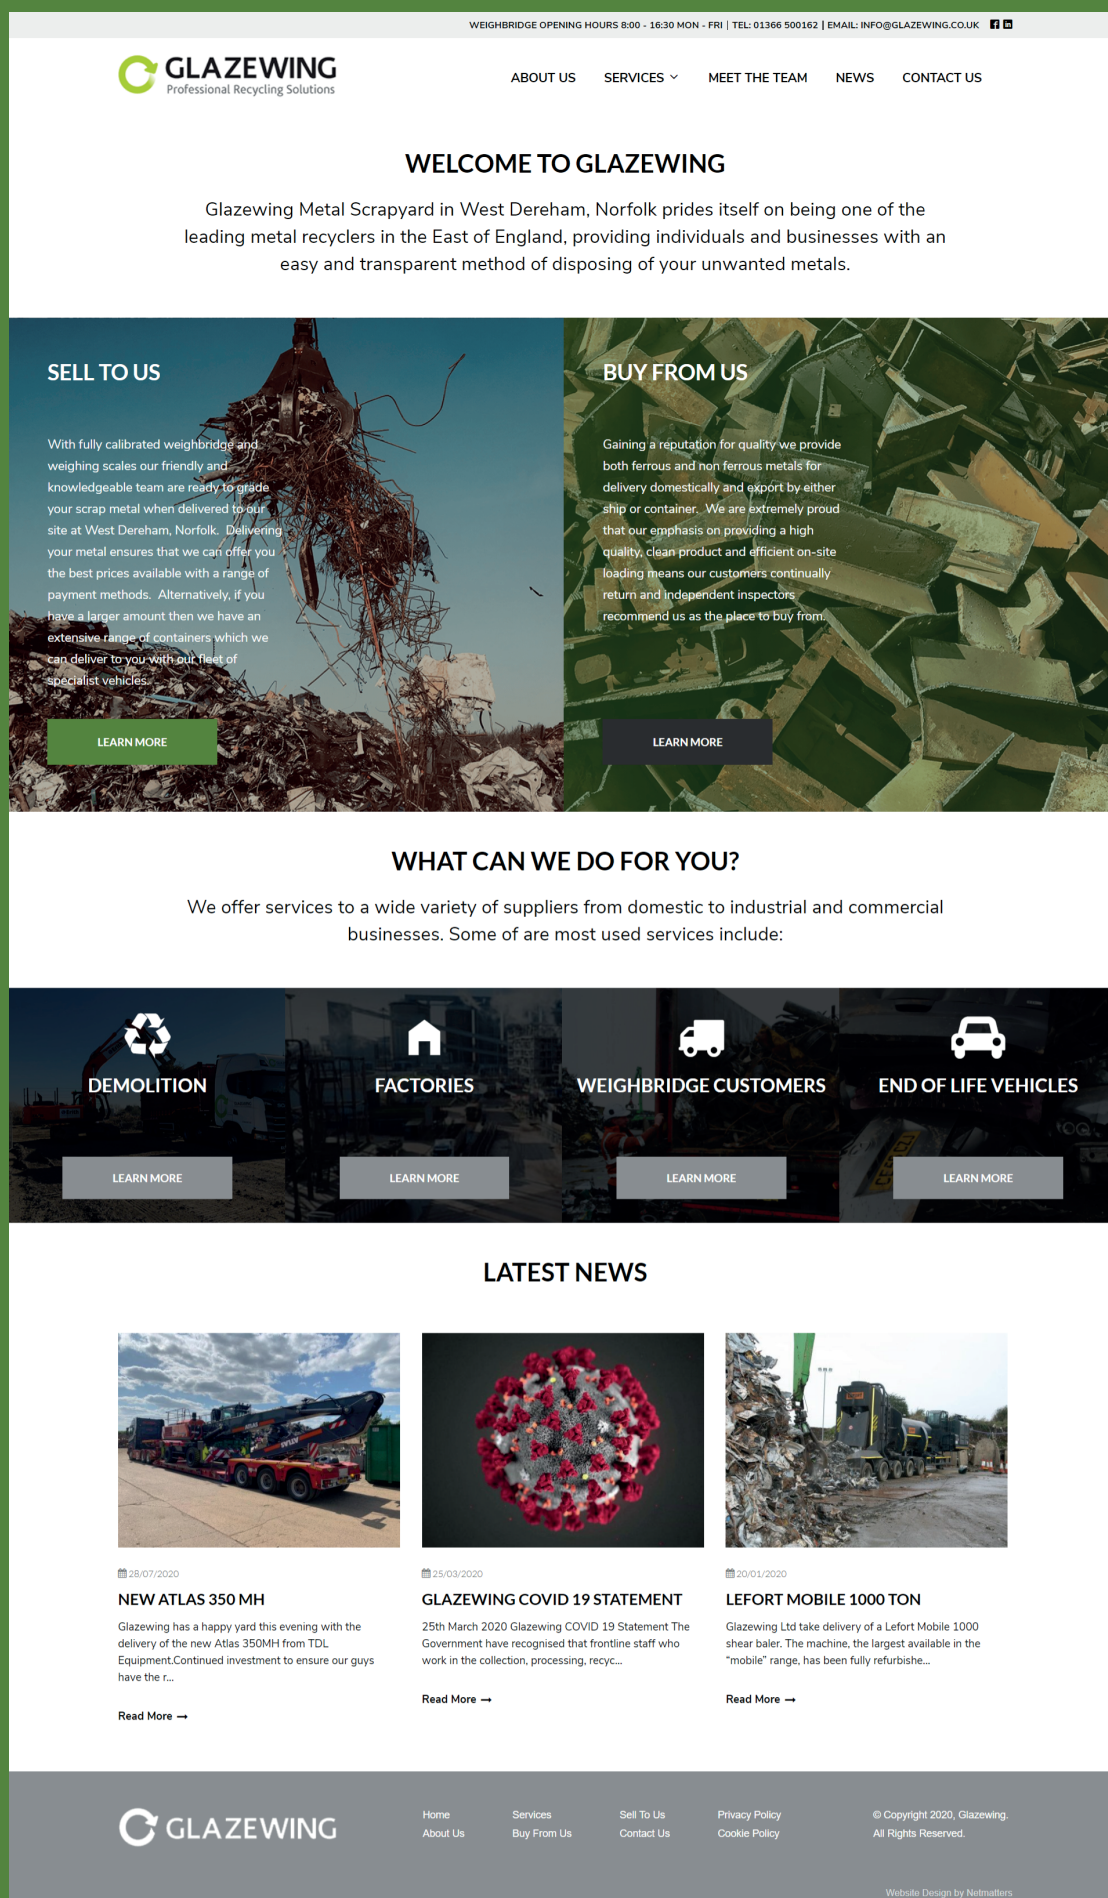 WEIGHBRIDGE OPENING HOURS 8:00 - 16:30 MON - FRI | TEL: 01366 500162 | EMAIL: INFO@GLAZEWING.CO.UK
GLAZEWING
Professional Recycling Solutions
ABOUT US SERVICES MEET THE TEAM NEWS CONTACT US
WELCOME TO GLAZEWING
Glazewing Metal Scrapyard in West Dereham, Norfolk prides itself on being one of the
leading metal recyclers in the East of England, providing individuals and businesses with an
easy and transparent method of disposing of your unwanted metals.
SELL TO US
With fully calibrated weighbridge and
weighing scales our friendly and
knowledgeable team are ready to grade
your scrap metal when delivered to our
site at West Dereham, Norfolk. Delivering
your metal ensures that we can offer you
the best prices available with a range of
payment methods. Alternatively, if you
have a larger amount then we have an
extensive range of containers which we
can deliver to you with our fleet of
specialist vehicles.
LEARN MORE
BUY FROM US
Gaining a reputation for quality we provide
both ferrous and non ferrous metals for
delivery domestically and export by either
ship or container. We are extremely proud
that our emphasis on providing a high
quality, clean product and efficient on-site
loading means our customers continually
return and independent inspectors
recommend us as the place to buy from.
LEARN MORE
WHAT CAN WE DO FOR YOU?
We offer services to a wide variety of suppliers from domestic to industrial and commercial
businesses. Some of are most used services include:
DEMOLITION
LEARN MORE
FACTORIES
LEARN MORE
WEIGHBRIDGE CUSTOMERS
LEARN MORE
END OF LIFE VEHICLES
LEARN MORE
LATEST NEWS
ATLAS
28/07/2020
NEW ATLAS 350 MH
Glazewing has a happy yard this evening with the
delivery of the new Atlas 350MH from TDL
Equipment.Continued investment to ensure our guys
have the r...
Read More
25/03/2020
GLAZEWING COVID 19 STATEMENT
25th March 2020 Glazewing COVID 19 Statement The
Government have recognised that frontline staff who
work in the collection, processing, recyc...
Read More
20/01/2020
LEFORT MOBILE 1000 TON
Glazewing Ltd take delivery of a Lefort Mobile 1000
shear baler. The machine, the largest available in the
"mobile" range, has been fully refurbishe...
Read More
GLAZEWING
Home Services Sell To Us Privacy Policy © Copyright 2020, Glazewing.
About Us Buy From Us Contact Us Cookie Policy All Rights Reserved.
Website Design by Netmatters